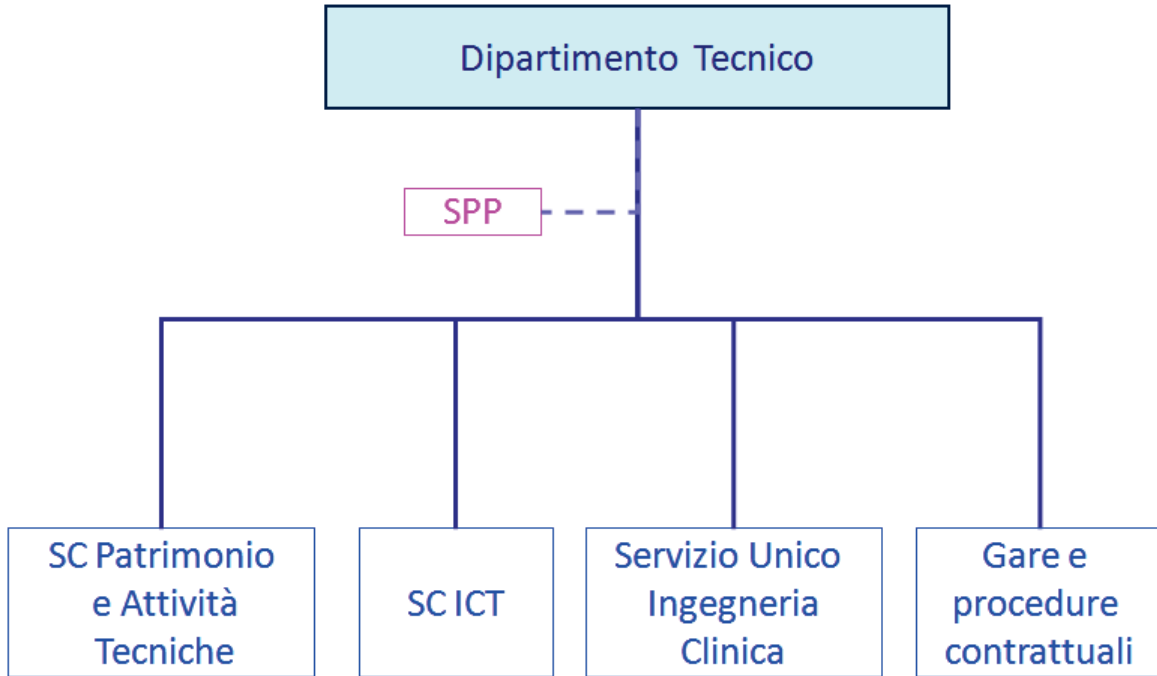 Dipartimento Tecnico
SPP
SC Patrimonio
e Attività
Tecniche
SC ICT
Servizio Unico
Ingegneria
Clinica
Gare e
procedure
contrattuali